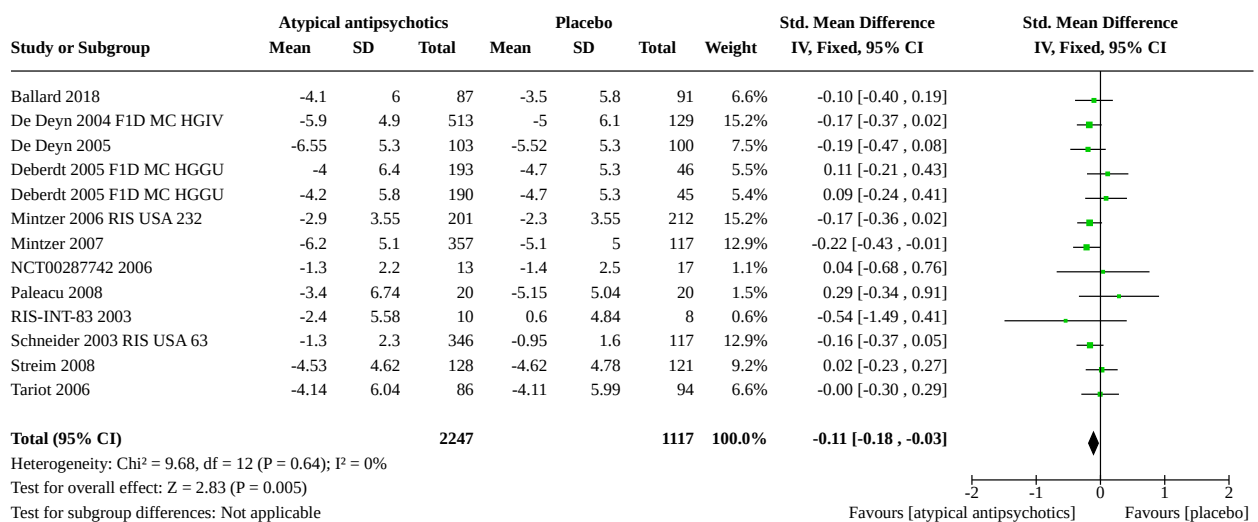 Atypical antipsychotics Placebo Std. Mean Difference Std. Mean Difference
Study or Subgroup Mean SD Total Mean SD Total Weight IV, Fixed, 95% CI IV, Fixed, 95% CI
Ballard 2018 -4.1 6 87 -3.5 5.8 91 6.6% -0.10 [-0.40 , 0.19]
De Deyn 2004 F1D MC HGIV -5.9 4.9 513 -5 6.1 129 15.2% -0.17 [-0.37 , 0.02]
De Deyn 2005 -6.55 5.3 103 -5.52 5.3 100 7.5% -0.19 [-0.47 , 0.08]
Deberdt 2005 F1D MC HGGU -4 6.4 193 -4.7 5.3 46 5.5% 0.11 [-0.21 , 0.43]
Deberdt 2005 F1D MC HGGU -4.2 5.8 190 -4.7 5.3 45 5.4% 0.09 [-0.24 , 0.41]
Mintzer 2006 RIS USA 232 -2.9 3.55 201 -2.3 3.55 212 15.2% -0.17 [-0.36 , 0.02]
Mintzer 2007 -6.2 5.1 357 -5.1 5 117 12.9% -0.22 [-0.43 , -0.01]
NCT00287742 2006 -1.3 2.2 13 -1.4 2.5 17 1.1% 0.04 [-0.68 , 0.76]
Paleacu 2008 -3.4 6.74 20 -5.15 5.04 20 1.5% 0.29 [-0.34 , 0.91]
RIS-INT-83 2003 -2.4 5.58 10 0.6 4.84 8 0.6% -0.54 [-1.49 , 0.41]
Schneider 2003 RIS USA 63 -1.3 2.3 346 -0.95 1.6 117 12.9% -0.16 [-0.37 , 0.05]
Streim 2008 -4.53 4.62 128 -4.62 4.78 121 9.2% 0.02 [-0.23 , 0.27]
Tariot 2006 -4.14 6.04 86 -4.11 5.99 94 6.6% -0.00 [-0.30 , 0.29]
Total (95% CI) 2247 1117 100.0% -0.11 [-0.18 , -0.03]
Heterogeneity: Chi² = 9.68, df = 12 (P = 0.64); I² = 0%
Test for overall effect: Z = 2.83 (P = 0.005)
-2 -1 0 1 2
Test for subgroup differences: Not applicable Favours [atypical antipsychotics] Favours [placebo]